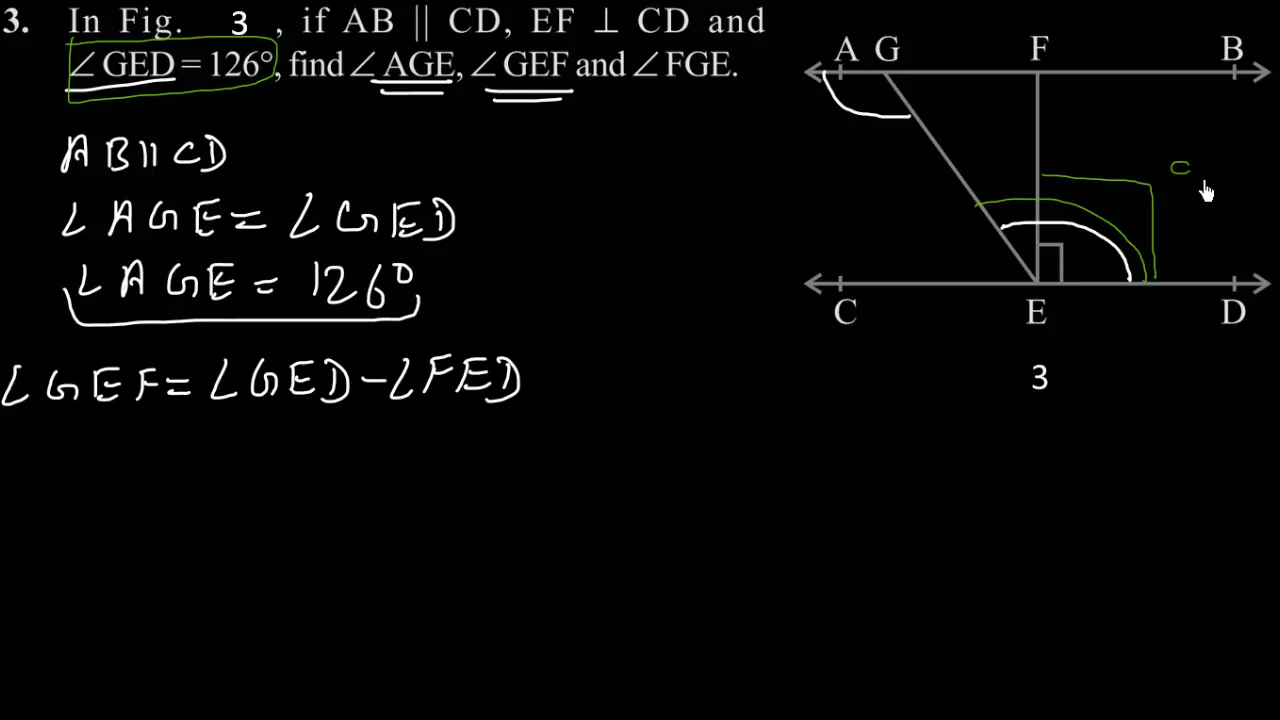 3. In Fig. 3 , if AB || CD, EF ⊥ CD and
∠GED = 126°, find ∠AGE, ∠GEF and ∠FGE.
A G F B
AB || CD
∠AGE = ∠GED
∠AGE = 126°
C E D
∠GEF = ∠GED - ∠FED
3